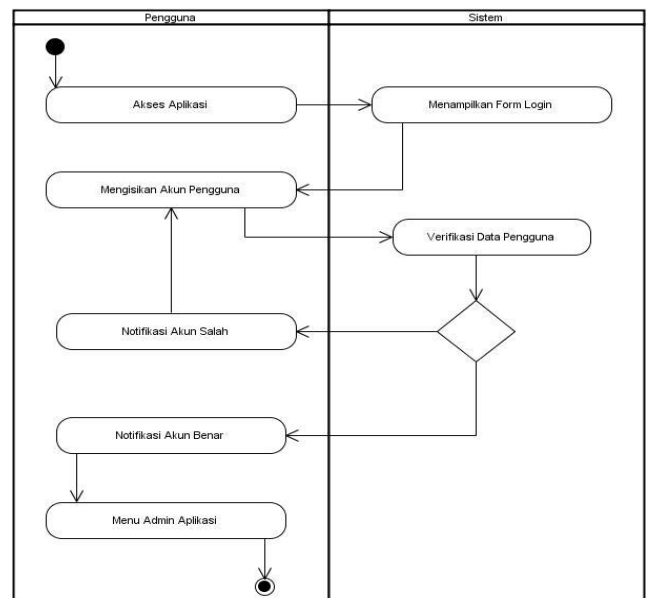 Pengguna
Sistem
Akses Aplikasi
Menampilkan Form Login
Mengisikan Akun Pengguna
Verifikasi Data Pengguna
Notifikasi Akun Salah
Notifikasi Akun Benar
Menu Admin Aplikasi